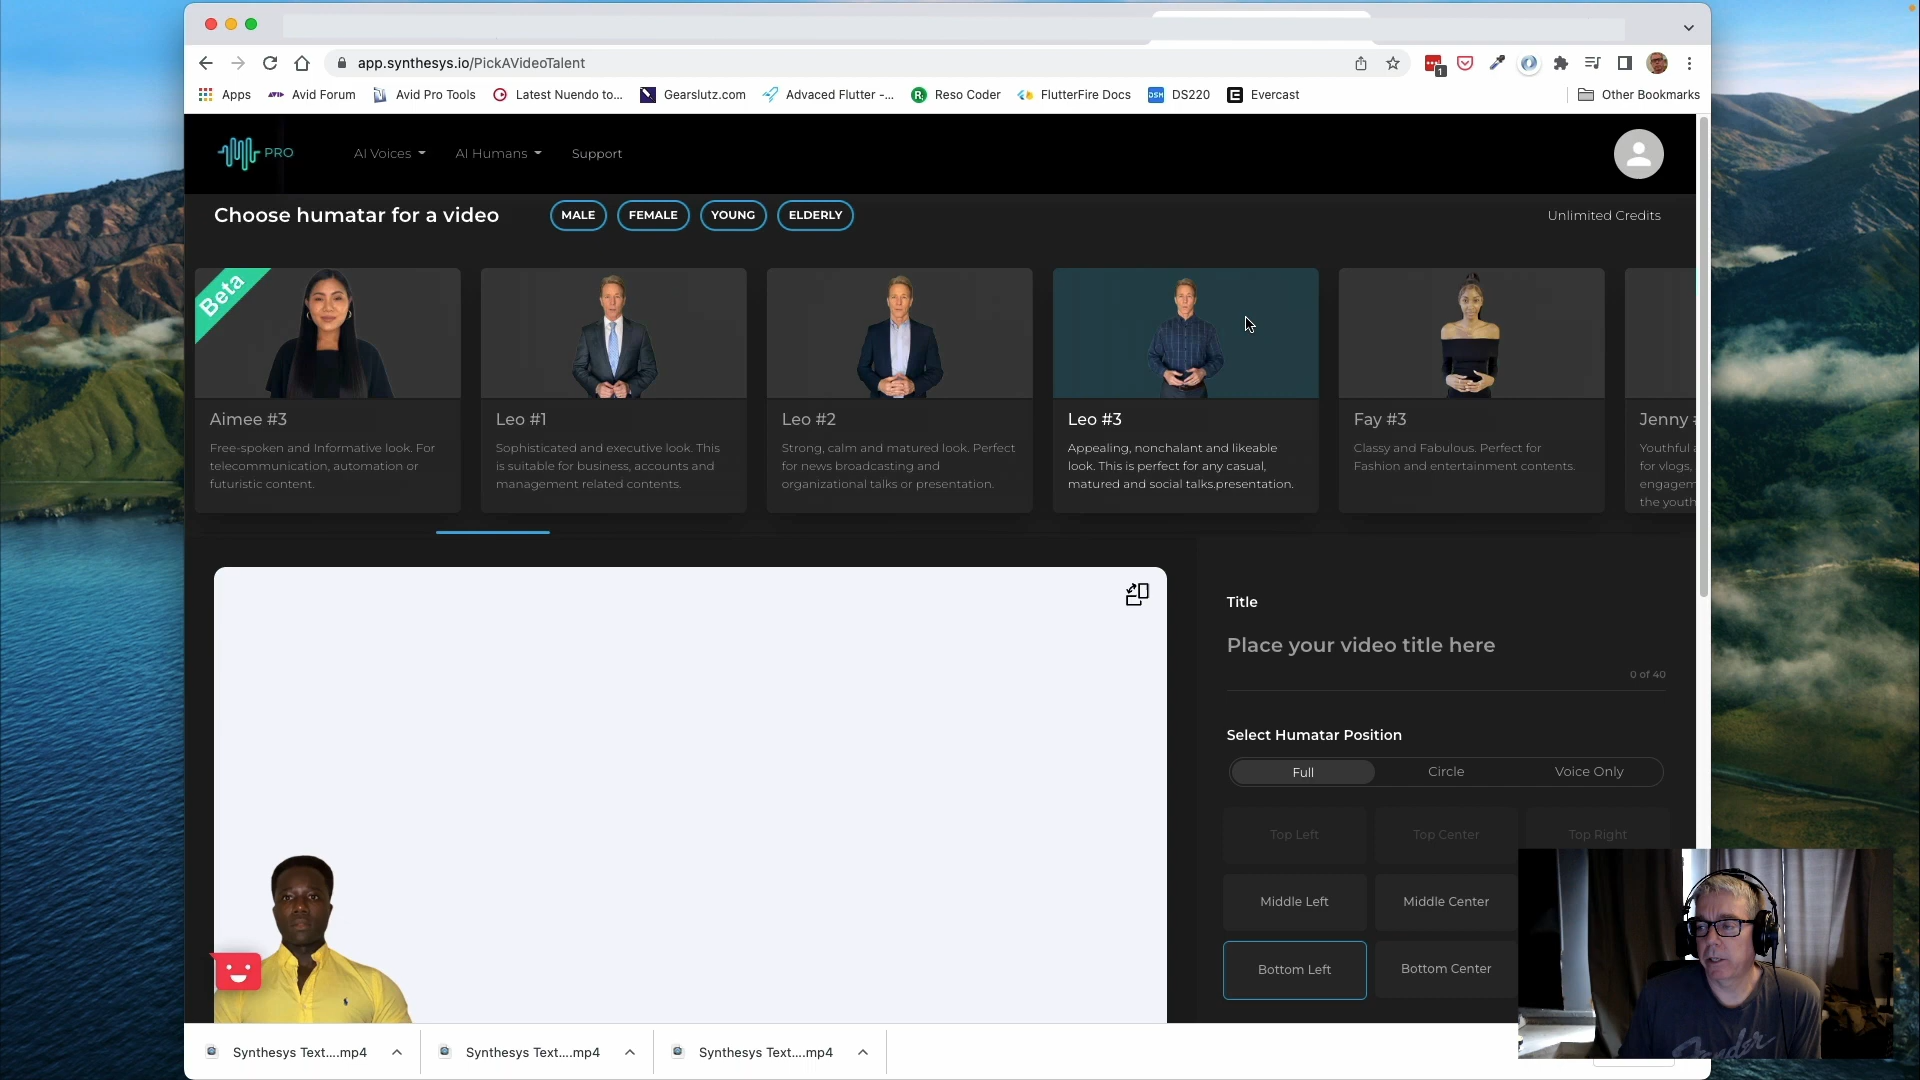 app.synthesys.io/PickAVideoTalent
1
Apps
Avid Forum
Avid Pro Tools
Latest Nuendo to...
Gearslutz.com
Advaced Flutter -...
Reso Coder
FlutterFire Docs
DSM
DS220
Evercast
Other Bookmarks
PRO
AI Voices
AI Humans
Support
Choose humatar for a video
MALE
FEMALE
YOUNG
ELDERLY
Unlimited Credits
Beta
Aimee #3
Free-spoken and Informative look. For
telecommunication, automation or
futuristic content.
Leo #1
Sophisticated and executive look. This
is suitable for business, accounts and
management related contents.
Leo #2
Strong, calm and matured look. Perfect
for news broadcasting and
organizational talks or presentation.
Leo #3
Appealing, nonchalant and likeable
look. This is perfect for any casual,
matured and social talks.presentation.
Fay #3
Classy and Fabulous. Perfect for
Fashion and entertainment contents.
Jenny
Youthful
for vlogs,
engagem
the youth
Title
Place your video title here
0 of 40
Select Humatar Position
Full
Circle
Voice Only
Top Left
Top Center
Top Right
Middle Left
Middle Center
Bottom Left
Bottom Center
Fender
Synthesys Text....mp4
Synthesys Text....mp4
Synthesys Text....mp4